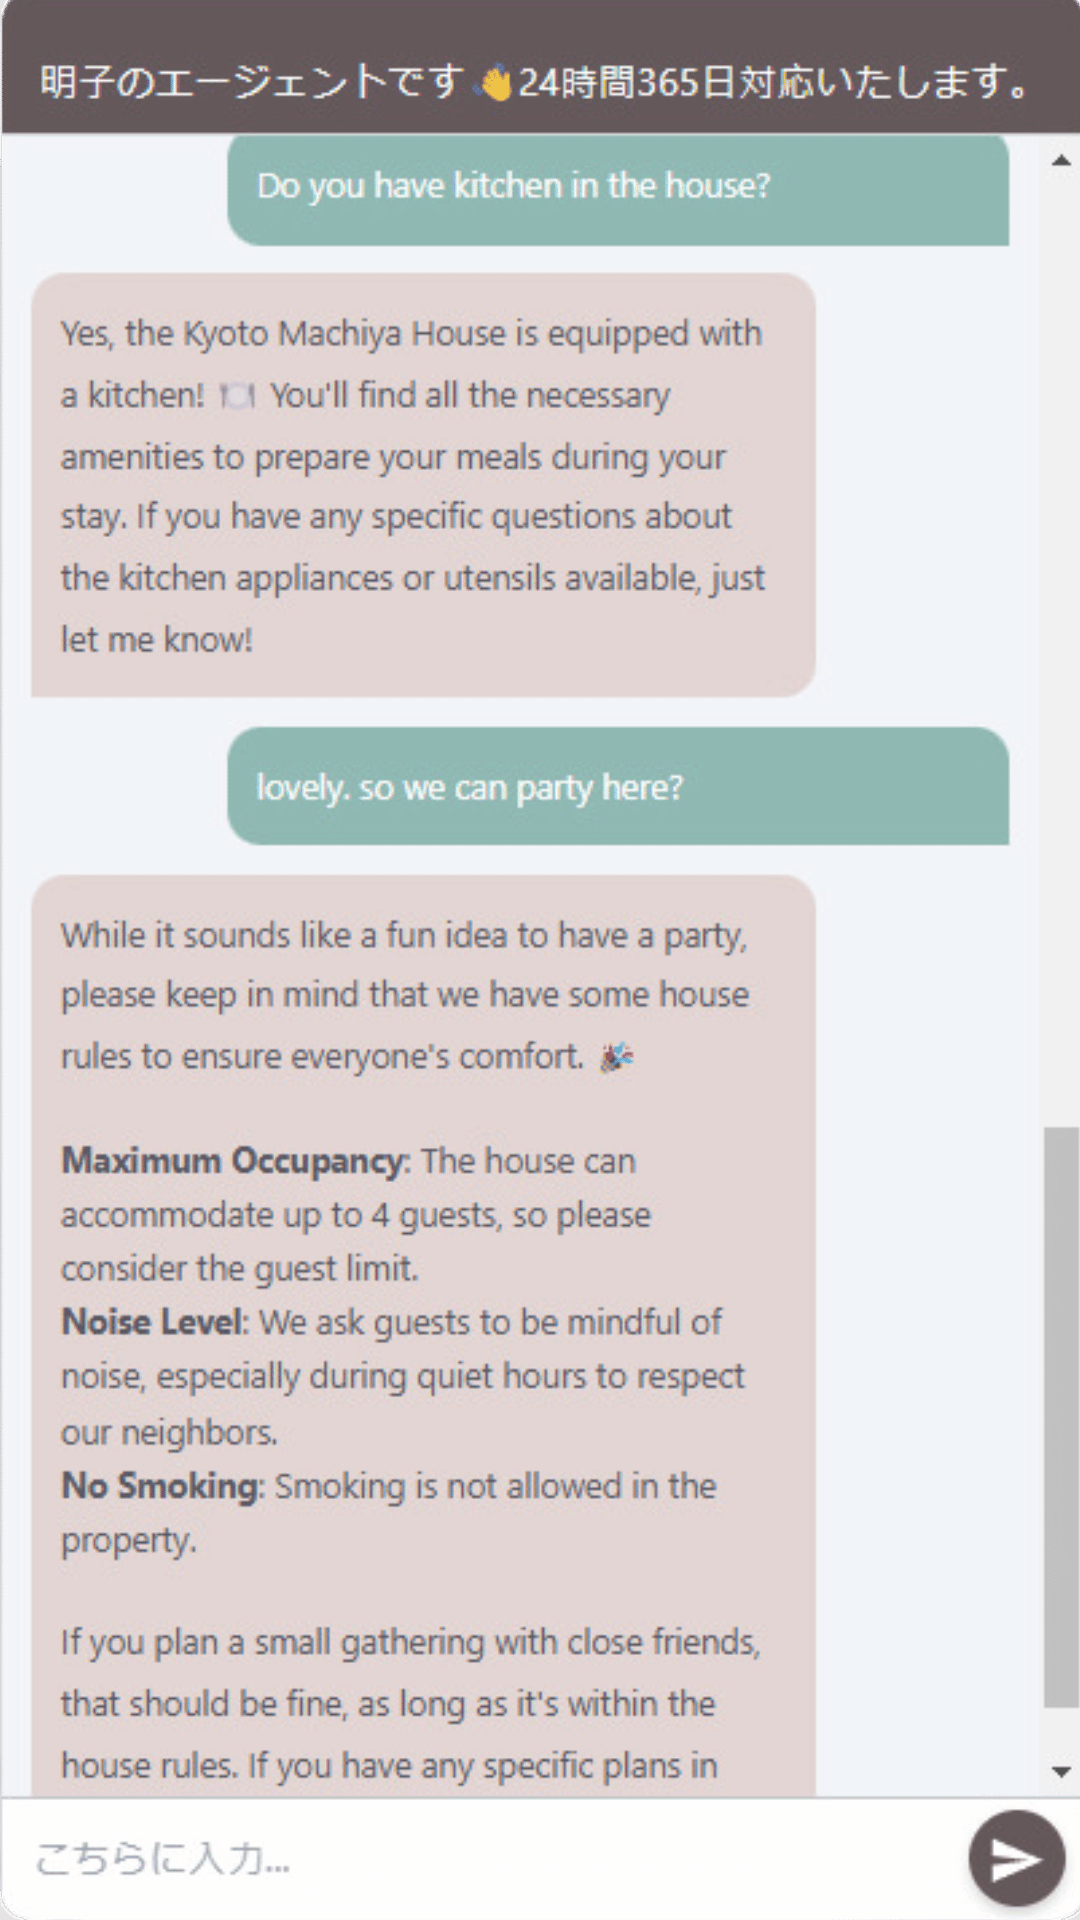 明子のエージェントです👋24時間365日対応いたします。
Do you have kitchen in the house?
Yes, the Kyoto Machiya House is equipped with
a kitchen! 🍽️ You'll find all the necessary
amenities to prepare your meals during your
stay. If you have any specific questions about
the kitchen appliances or utensils available, just
let me know!
lovely. so we can party here?
While it sounds like a fun idea to have a party,
please keep in mind that we have some house
rules to ensure everyone's comfort. 🎉
Maximum Occupancy: The house can
accommodate up to 4 guests, so please
consider the guest limit.
Noise Level: We ask guests to be mindful of
noise, especially during quiet hours to respect
our neighbors.
No Smoking: Smoking is not allowed in the
property.
If you plan a small gathering with close friends,
that should be fine, as long as it's within the
house rules. If you have any specific plans in
こちらに入力...